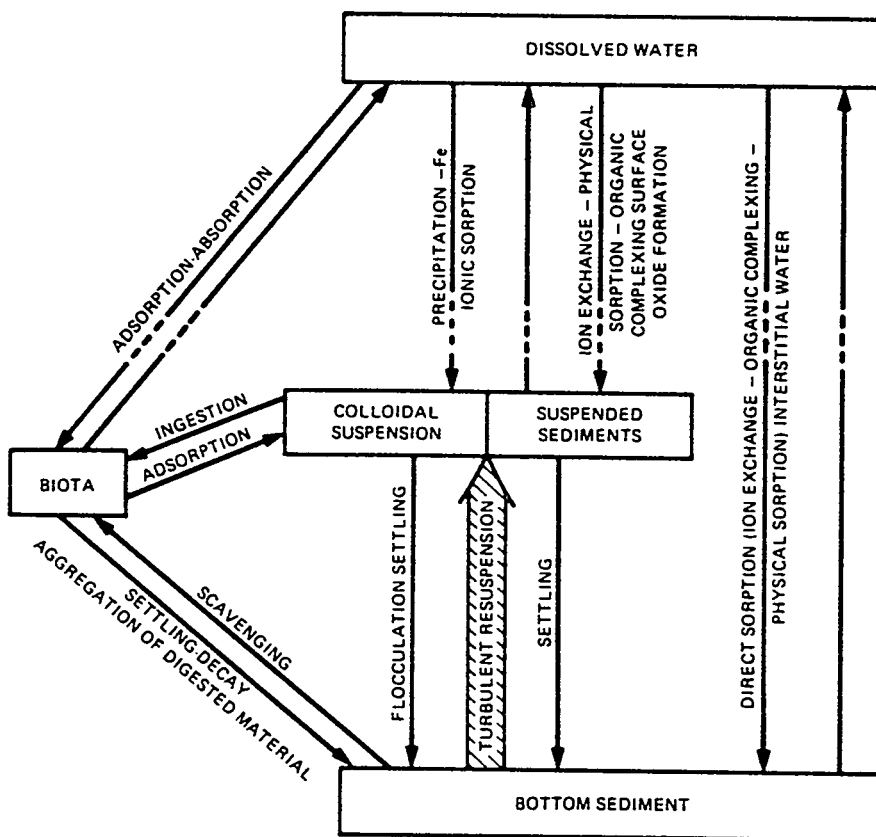 DISSOLVED WATER
ADSORPTION-ABSORPTION
PRECIPITATION – Fe
IONIC SORPTION
ION EXCHANGE – PHYSICAL
SORPTION – ORGANIC
COMPLEXING SURFACE
OXIDE FORMATION
DIRECT SORPTION (ION EXCHANGE – ORGANIC COMPLEXING –
PHYSICAL SORPTION) INTERSTITIAL WATER
INGESTION
ADSORPTION
COLLOIDAL
SUSPENSION
SUSPENDED
SEDIMENTS
BIOTA
SCAVENGING
SETTLING-DECAY
AGGREGATION OF DIGESTED MATERIAL
FLOCCULATION SETTLING
TURBULENT RESUSPENSION
SETTLING
BOTTOM SEDIMENT